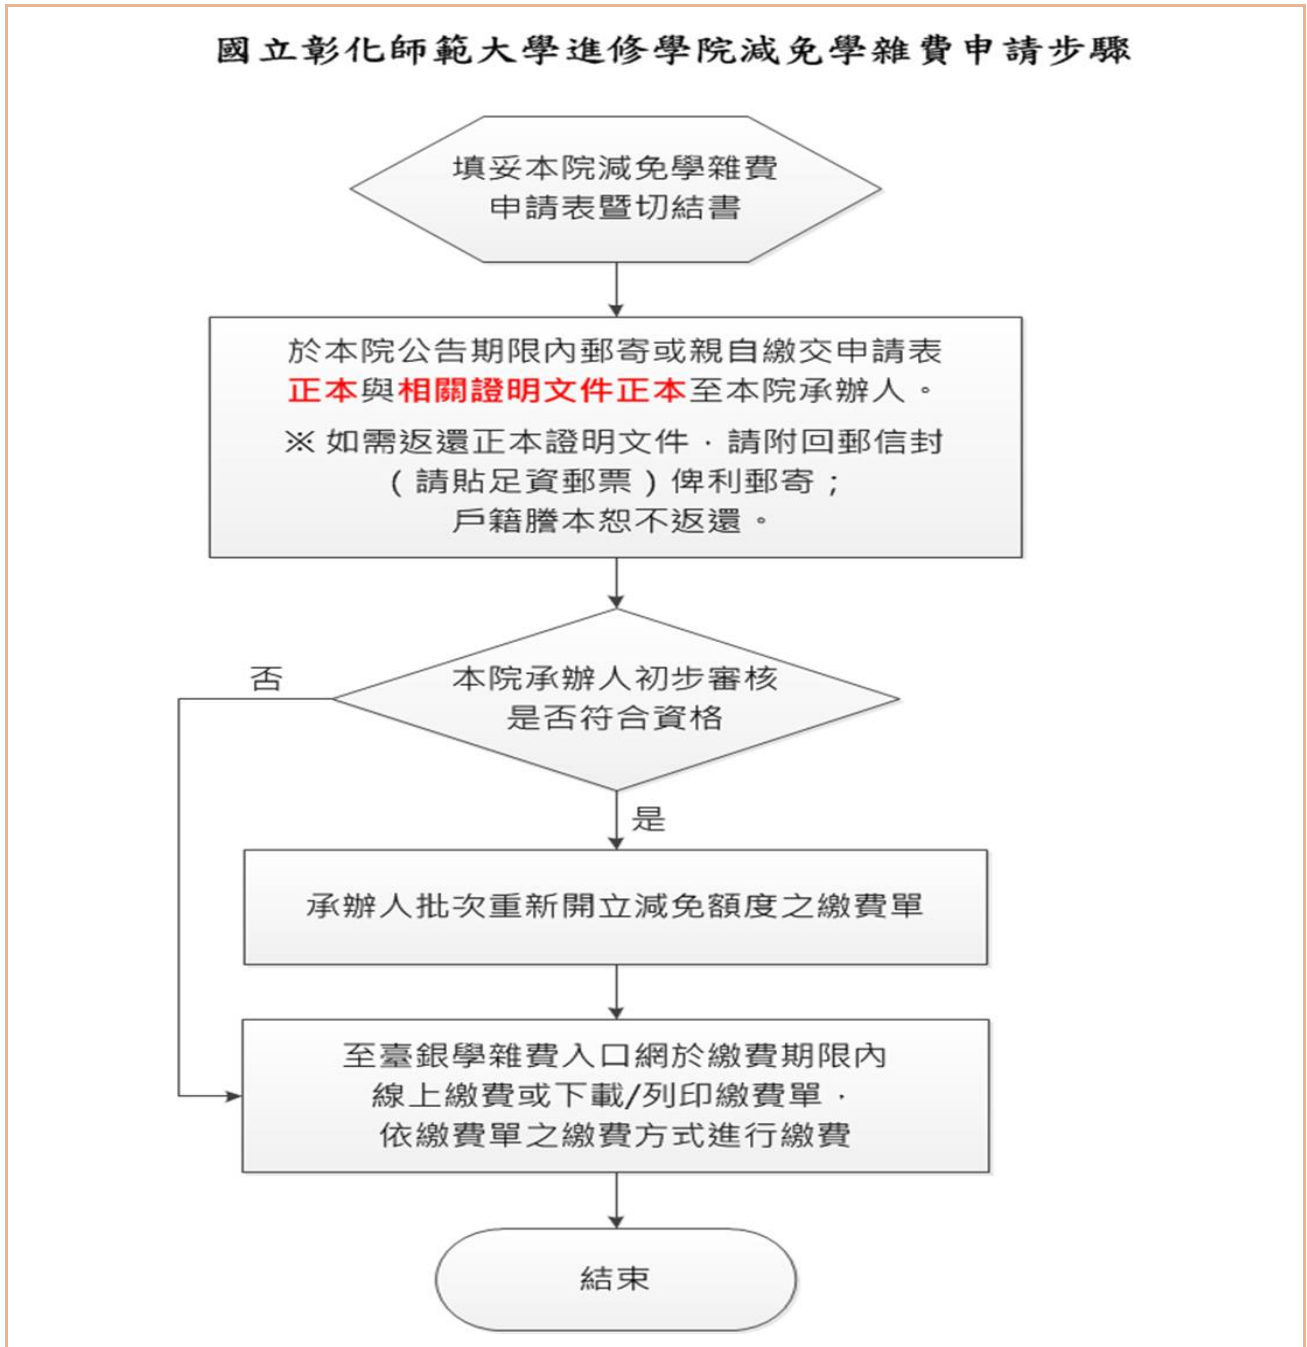 國立彰化師範大學進修學院減免學雜費申請步驟
填妥本院減免學雜費
申請表暨切結書
於本院公告期限內郵寄或親自繳交申請表
正本與相關證明文件正本至本院承辦人。
※ 如需返還正本證明文件，請附回郵信封
(請貼足資郵票)俾利郵寄；
戶籍謄本恕不返還。
否
本院承辦人初步審核
是否符合資格
是
承辦人批次重新開立減免額度之繳費單
至臺銀學雜費入口網於繳費期限內
線上繳費或下載/列印繳費單，
依繳費單之繳費方式進行繳費
結束